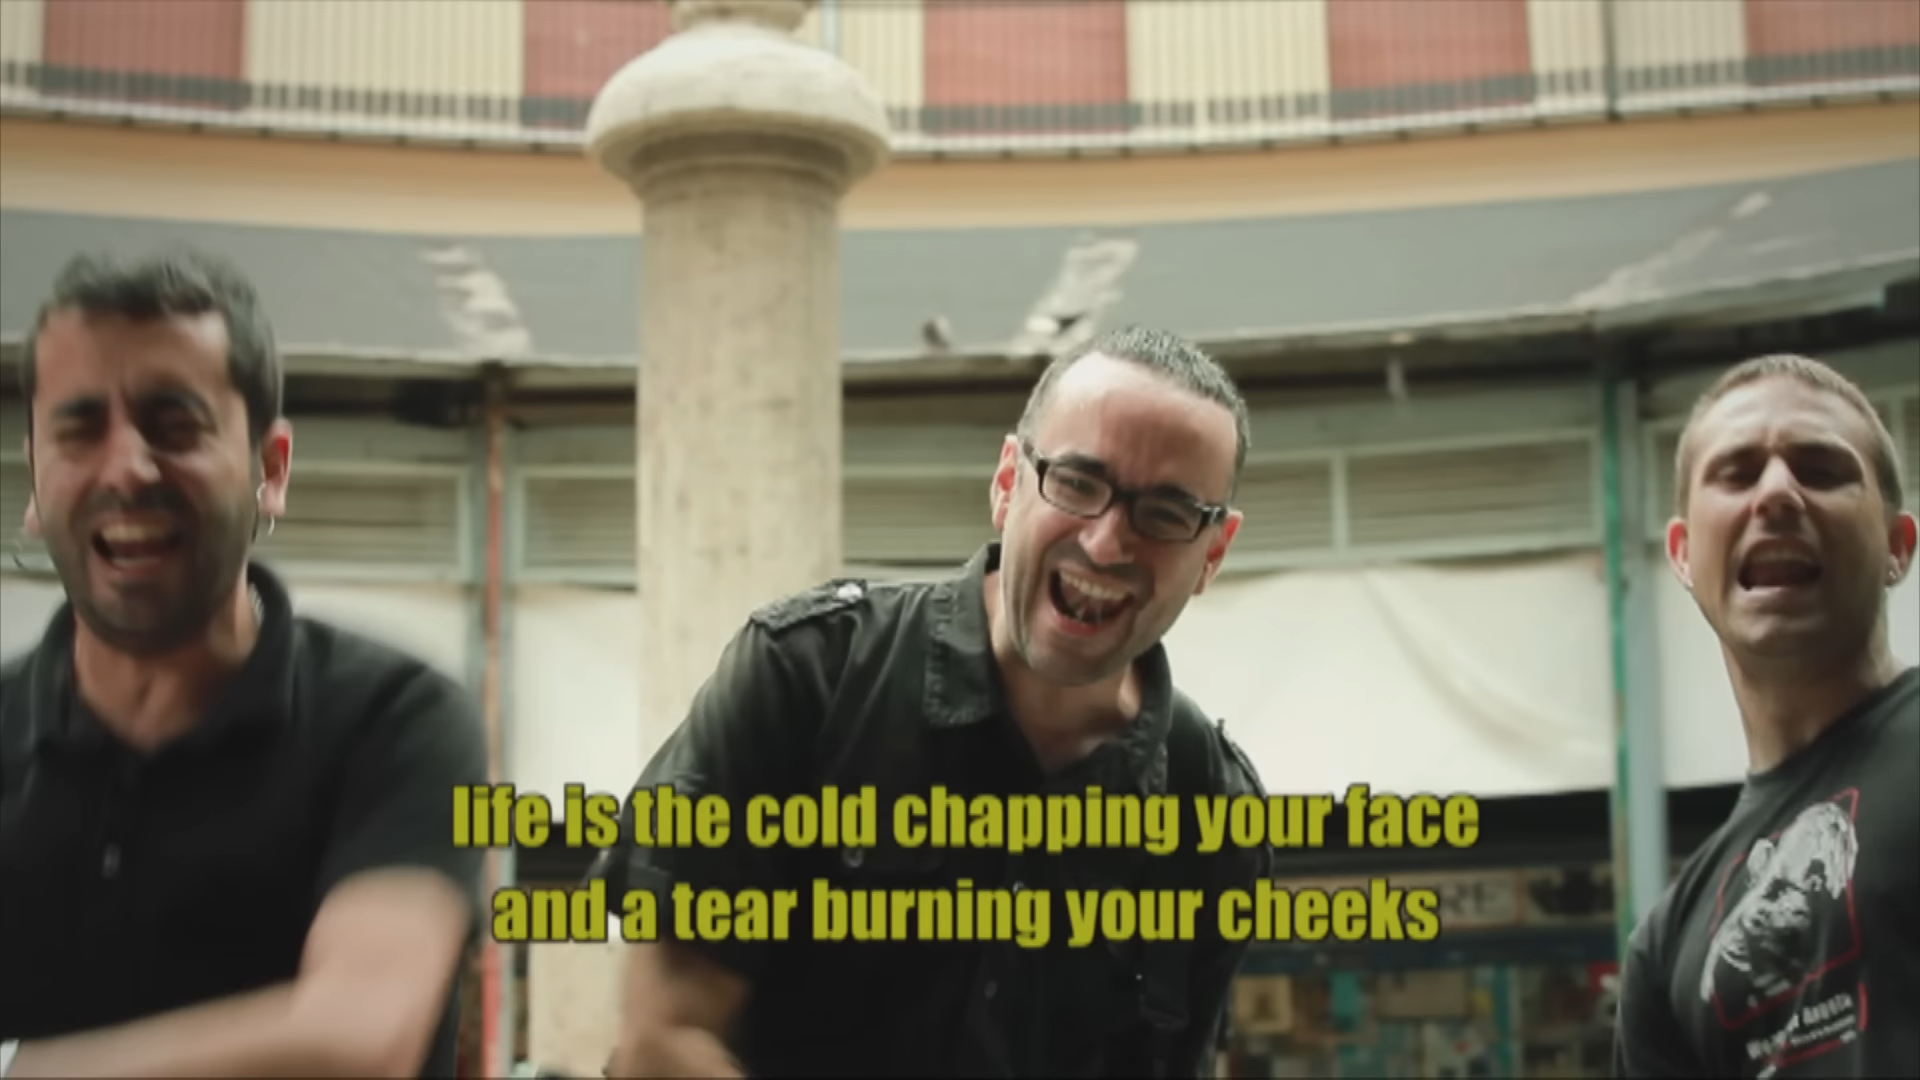 life is the cold chapping your face
and a tear burning your cheeks